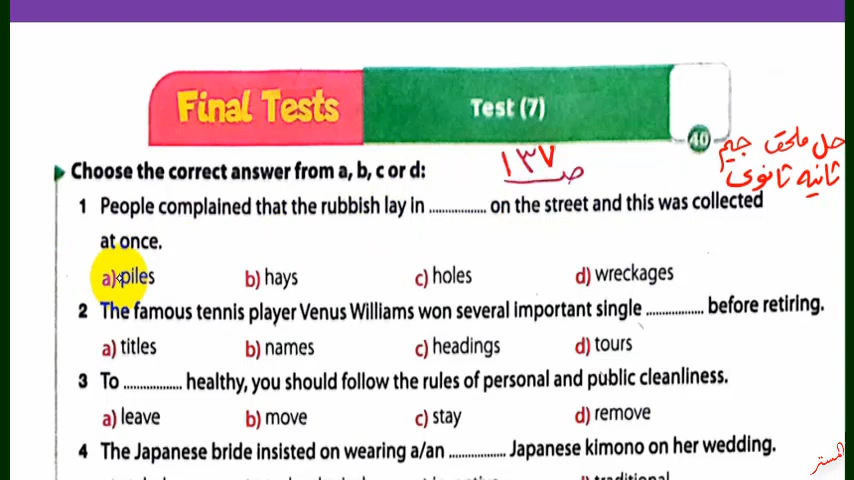 Final Tests
Test (7)
40
حل ملحق جيم
ثانيه ثانوى
ص ١٣٧
Choose the correct answer from a, b, c or d:
1 People complained that the rubbish lay in ................ on the street and this was collected
at once.
a) piles b) hays c) holes d) wreckages
2 The famous tennis player Venus Williams won several important single ................ before retiring.
a) titles b) names c) headings d) tours
3 To ................ healthy, you should follow the rules of personal and public cleanliness.
a) leave b) move c) stay d) remove
4 The Japanese bride insisted on wearing a/an ................ Japanese kimono on her wedding.
d) traditional
المستر